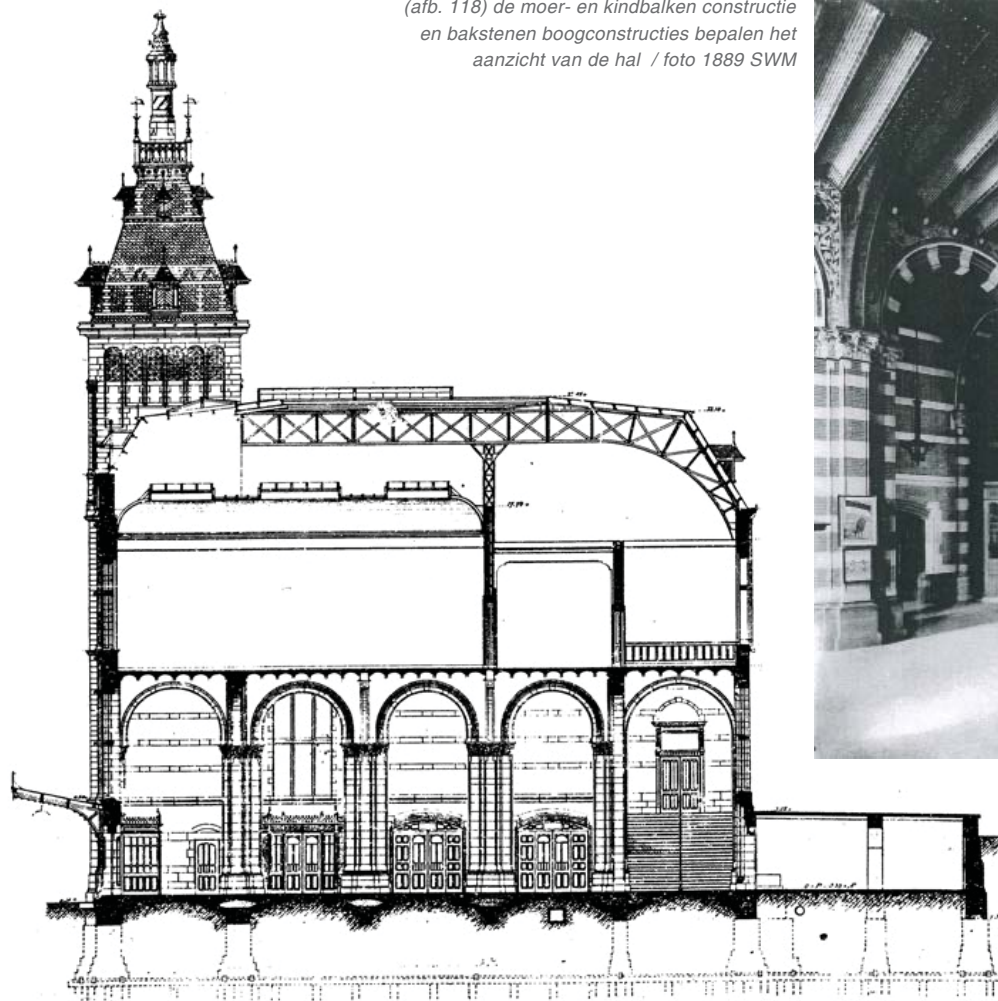 (afb. 118) de moer- en kindbalken constructie
en bakstenen boogconstructies bepalen het
aanzicht van de hal / foto 1889 SWM